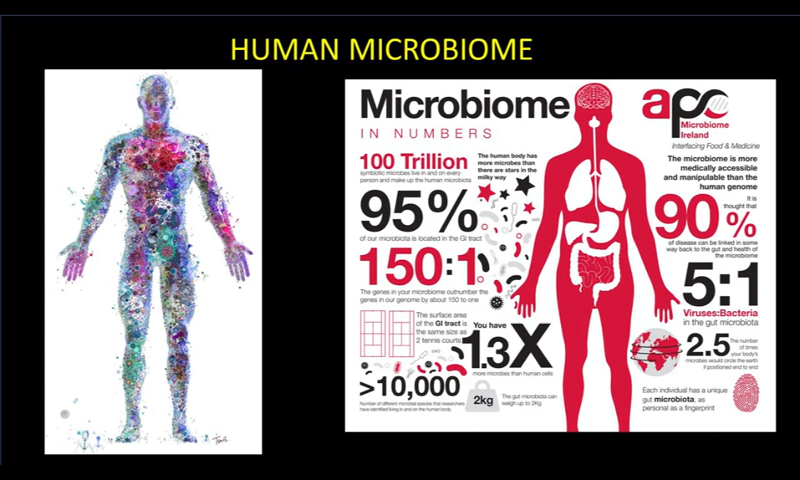 HUMAN MICROBIOME
Microbiome
IN NUMBERS
apc
Microbiome
Ireland
Interfacing Food & Medicine
100 Trillion
symbiotic microbes live in and on every
person and make up the human microbiota
The human body has
more microbes than
there are stars in the
milky way
The microbiome is more
medically accessible
and manipulable than the
human genome
95%
of our microbiota is located in the GI tract
It is
thought that
90%
of disease can be linked in some
way back to the gut and health of
the microbiome
150:1
The genes in your microbiome outnumber the
genes in our genome by about 150 to one
5:1
Viruses:Bacteria
in the gut microbiota
The surface area
of the GI tract is
the same size as
2 tennis courts
You have
1.3X
more microbes than human cells
2.5
The number
of times
your body's
microbes would circle the earth
if positioned end to end
>10,000
Number of different microbial species that researchers
have identified living in and on the human body
2kg
The gut microbiota can
weigh up to 2Kg
Each individual has a unique
gut microbiota, as
personal as a fingerprint